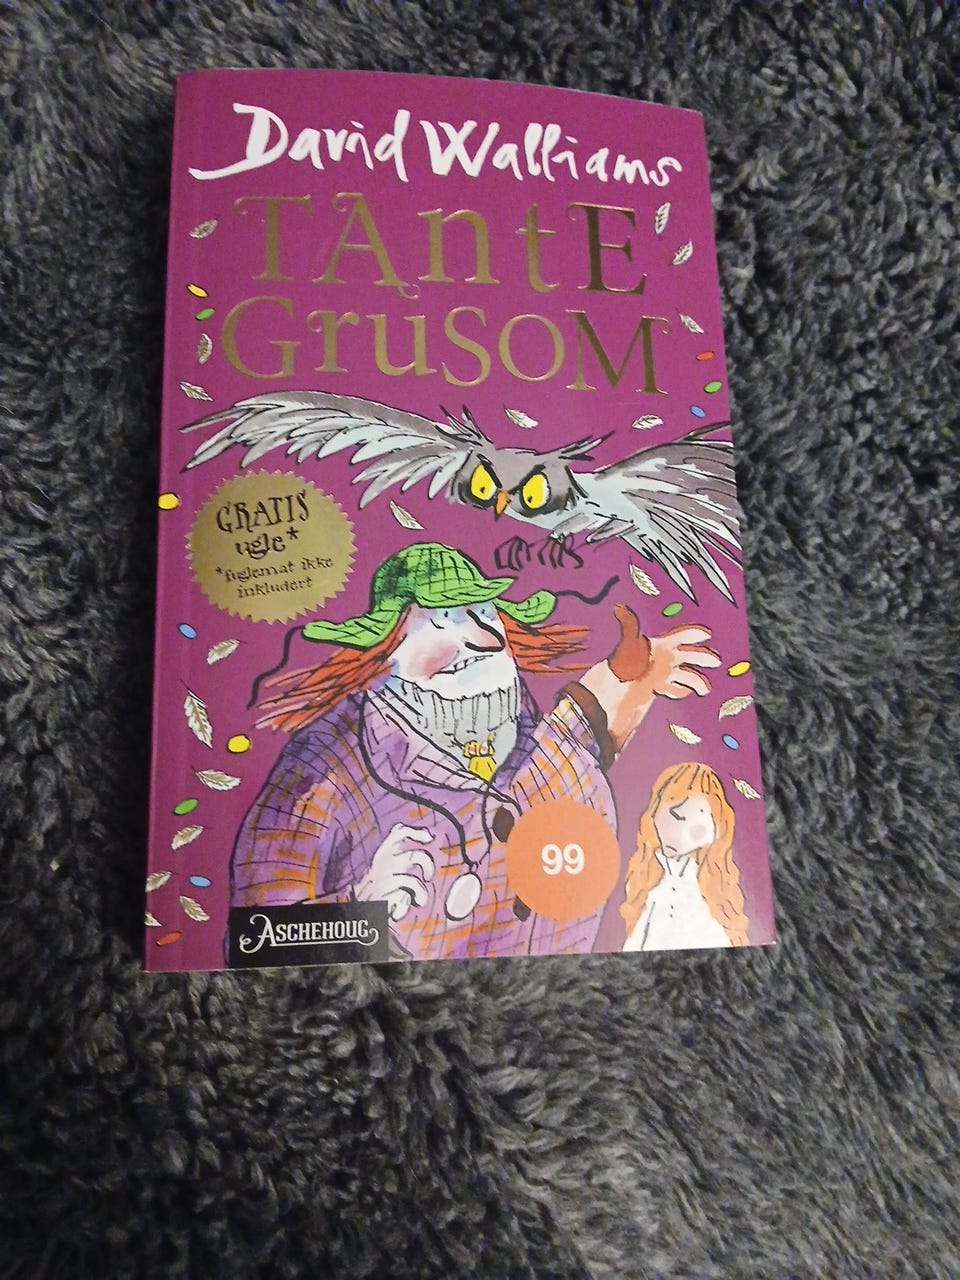 David Walliams
TAntE
GrusoM
GRATIS
ugle*
*fuglemat ikke
inkludert
99
ASCHEHOUG